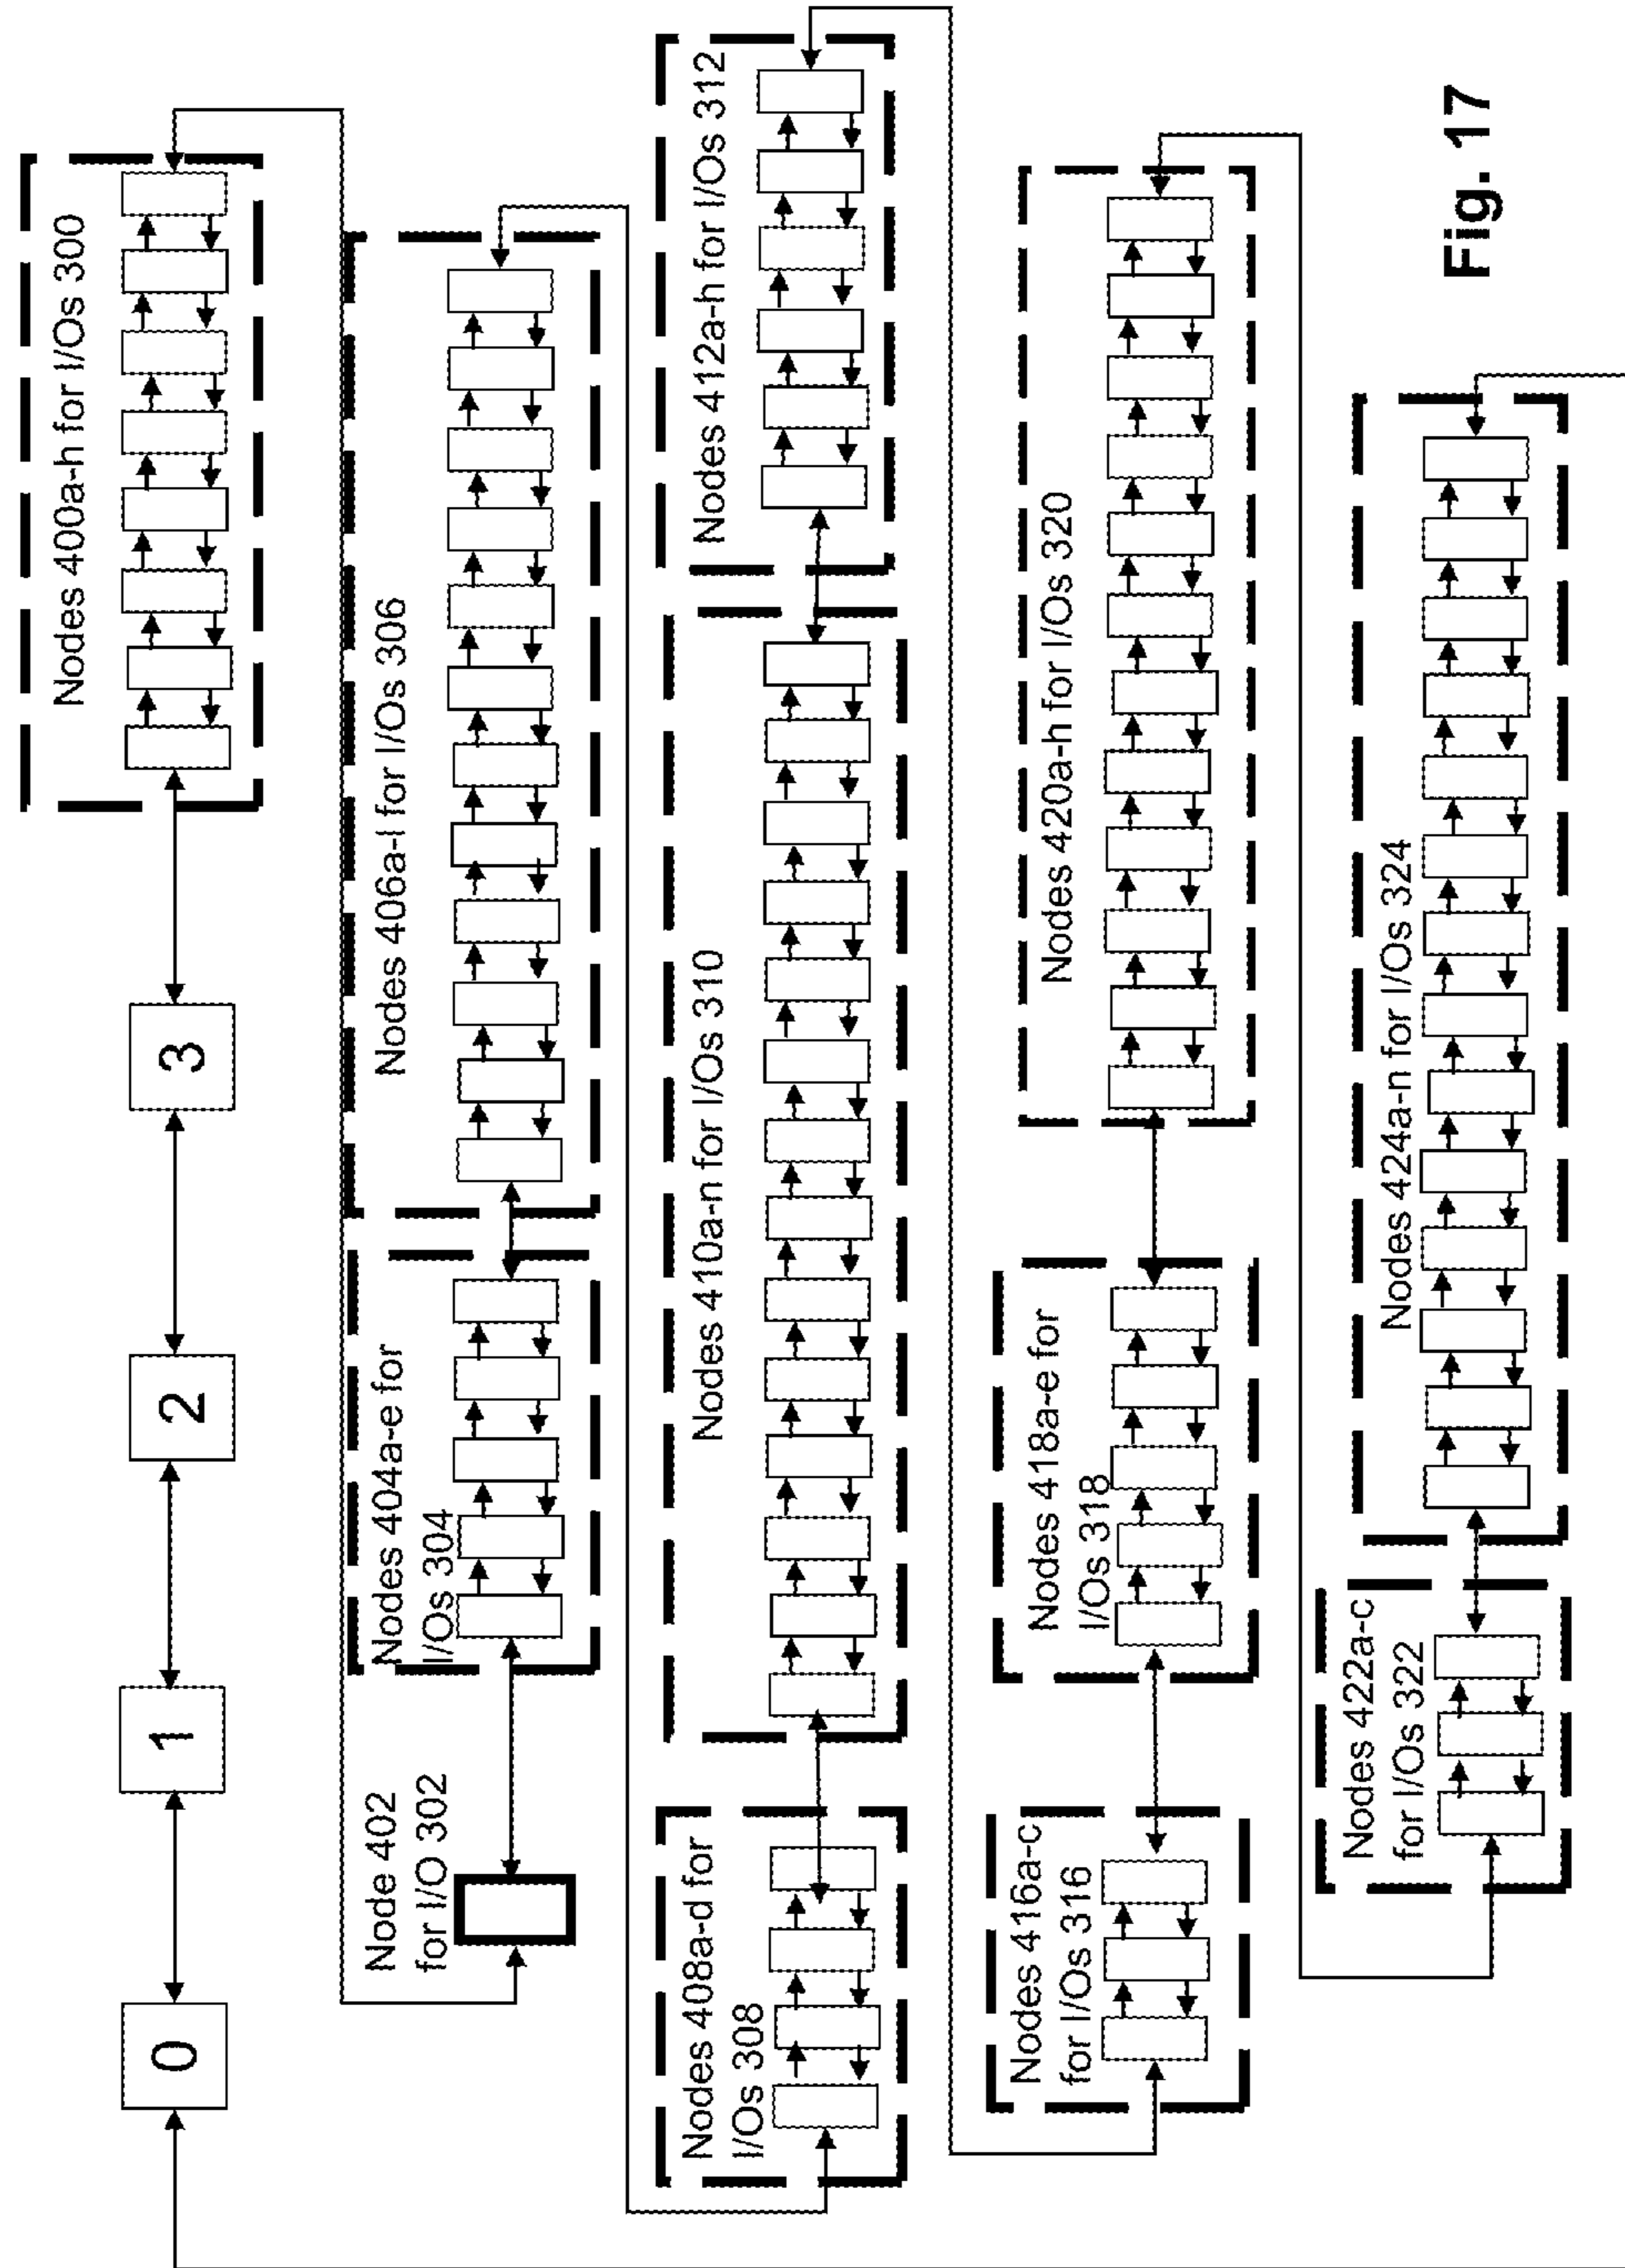 0
1
2
3
Nodes 400a-h for I/Os 300
Node 402
for I/O 302
Nodes 404a-e for
I/Os 304
Nodes 406a-l for I/Os 306
Nodes 408a-d for
I/Os 308
Nodes 410a-n for I/Os 310
Nodes 412a-h for I/Os 312
Nodes 416a-c
for I/Os 316
Nodes 418a-e for
I/Os 318
Nodes 420a-h for I/Os 320
Nodes 422a-c
for I/Os 322
Nodes 424a-n for I/Os 324
Fig. 17